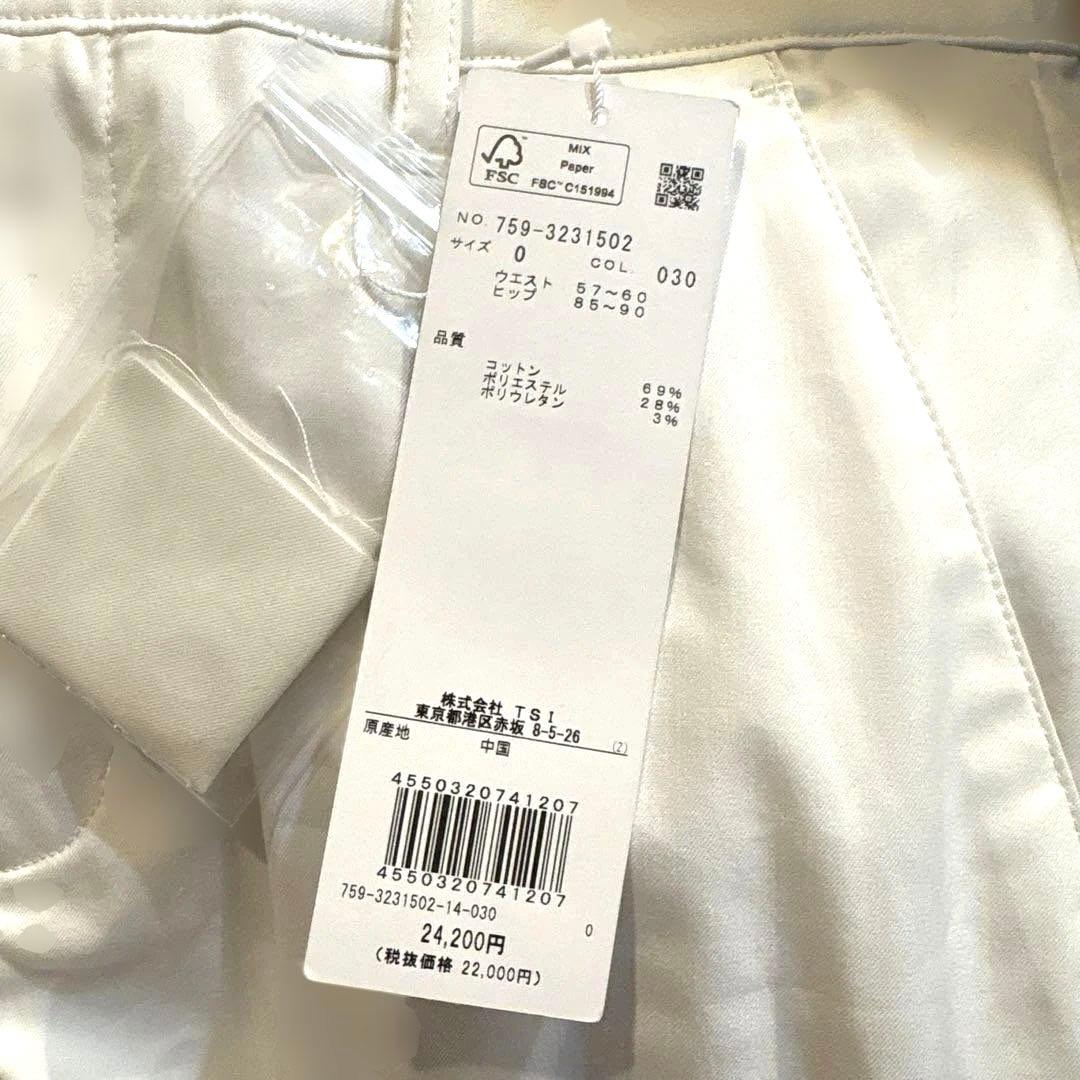 FSC™
MIX
Paper
FSC™ C151994
NO. 759-3231502
サイズ 0 COL. 030
ウエスト 57～60
ヒップ 85～90
品質
コットン 69%
ポリエステル 28%
ポリウレタン 3%
株式会社 TSI
東京都港区赤坂 8-5-26 (Z)
原産地 中国
4550320741207
4550320741207
759-3231502-14-030
0
24,200円
(税抜価格 22,000円)